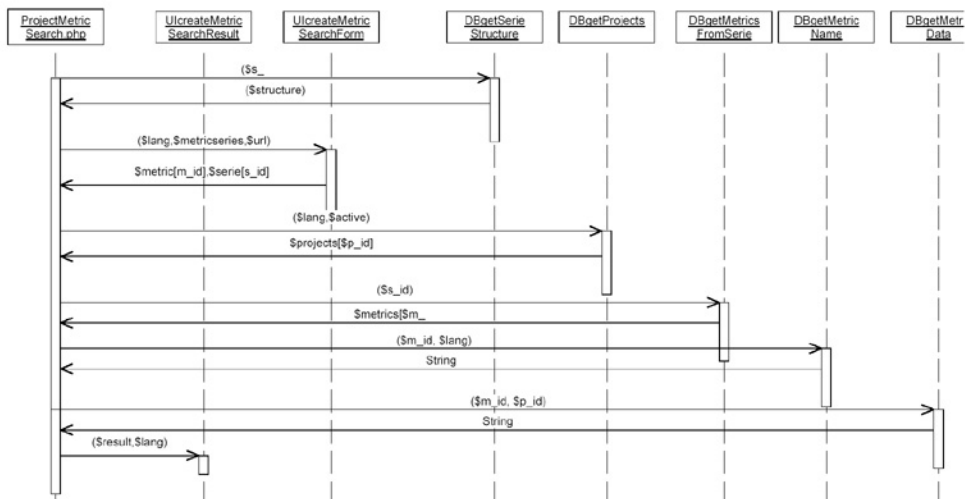 ProjectMetric
Search.php
UIcreateMetric
SearchResult
UIcreateMetric
SearchForm
DBgetSerie
Structure
DBgetProjects
DBgetMetrics
FromSerie
DBgetMetric
Name
DBgetMetr
Data
($s_
($structure)
($lang,$metricseries,$url)
$metric[m_id],$serie[s_id]
($lang,$active)
$projects[$p_id]
($s_id)
$metrics[$m_
($m_id, $lang)
String
($m_id, $p_id)
String
($result,$lang)